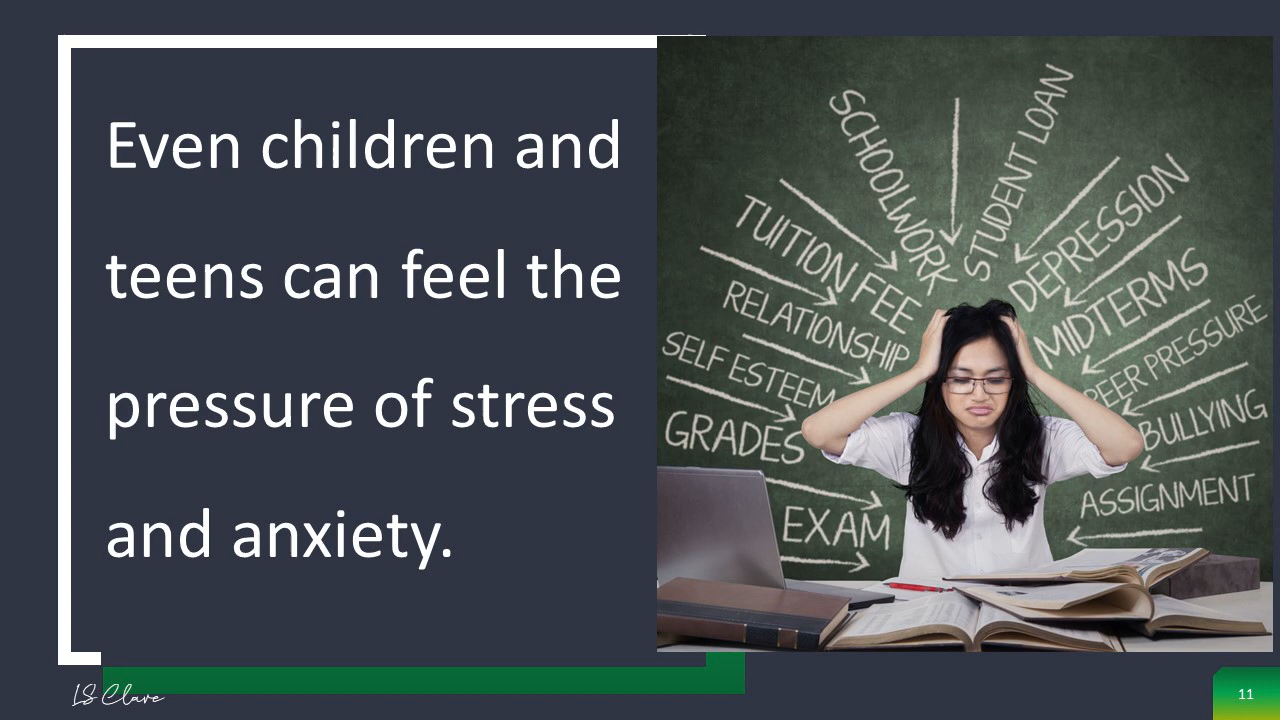 Even children and
teens can feel the
pressure of stress
and anxiety.
SCHOOLWORK
STUDENT LOAN
TUITION FEE
DEPRESSION
RELATIONSHIP
MIDTERMS
SELF ESTEEM
PEER PRESSURE
GRADES
BULLYING
EXAM
ASSIGNMENT
LS Clave
11